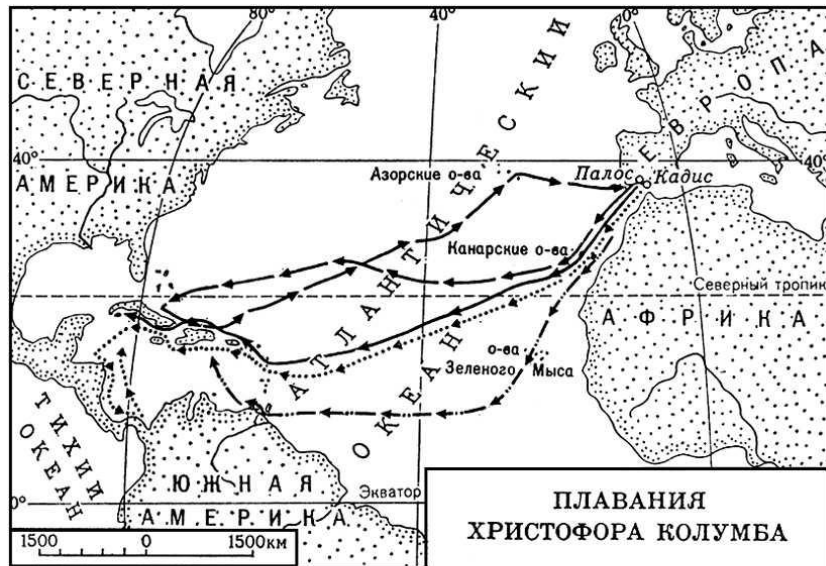 80°
40°
70°
СЕВЕРНАЯ
АМЕРИКА
ЕВРОПА
40°
40°
Азорские о-ва
Палос
Кадис
АТЛАНТИЧЕСКИЙ
ОКЕАН
Канарские о-ва
Северный тропик
АФРИКА
о-ва
Зеленого Мыса
ТИХИЙ
ОКЕАН
ЮЖНАЯ
АМЕРИКА
Экватор
0°
ПЛАВАНИЯ
ХРИСТОФОРА КОЛУМБА
1500 0 1500км